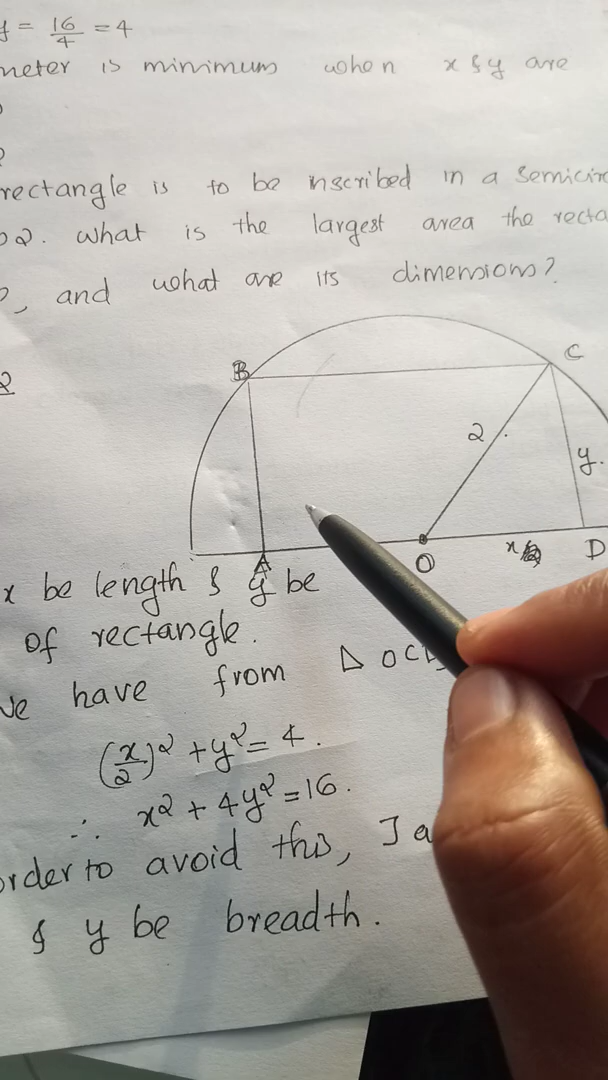 y = 16/4 = 4
meter is minimum when x & y are
rectangle is to be inscribed in a semicir
2. what is the largest area the recta
, and what are its dimensions?
2
B
C
2
y.
A
O
x
D
x be length & y be
of rectangle.
we have from Δ OC
(x/2)² + y² = 4.
∴ x² + 4y² = 16.
order to avoid this, I a
& y be breadth.